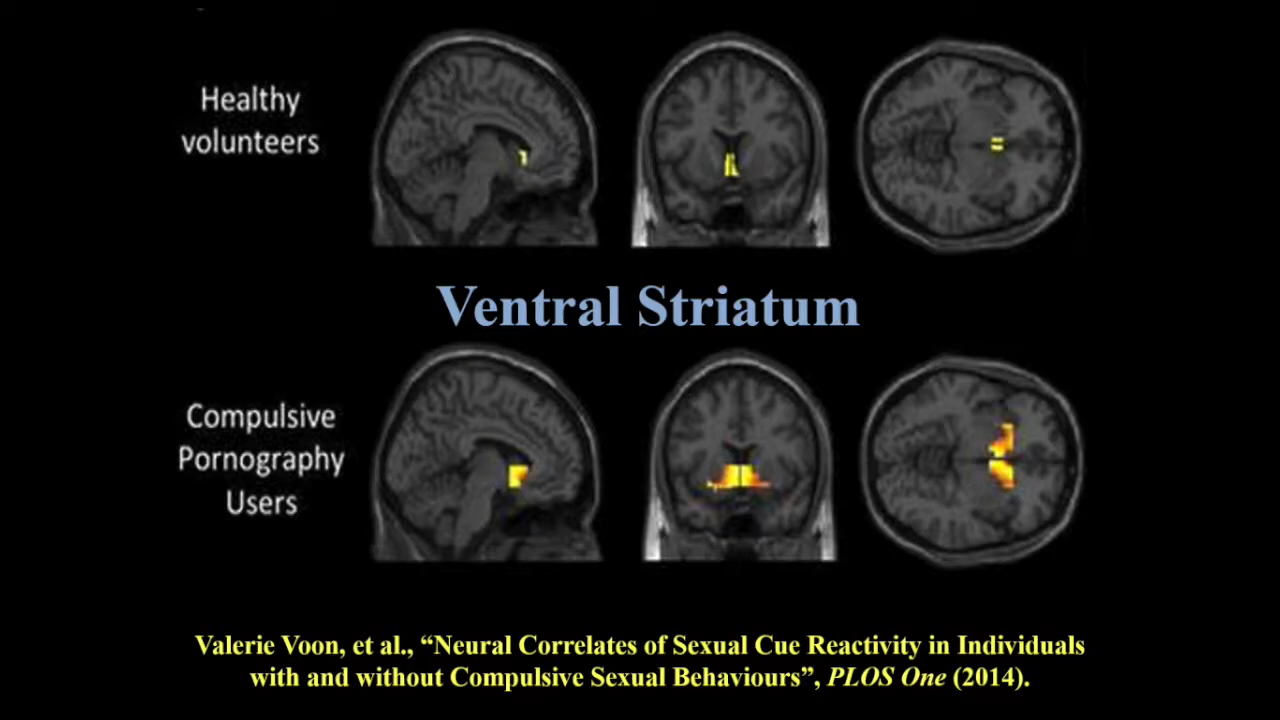 Healthy
volunteers
Ventral Striatum
Compulsive
Pornography
Users
Valerie Voon, et al., “Neural Correlates of Sexual Cue Reactivity in Individuals
with and without Compulsive Sexual Behaviours”, PLOS One (2014).